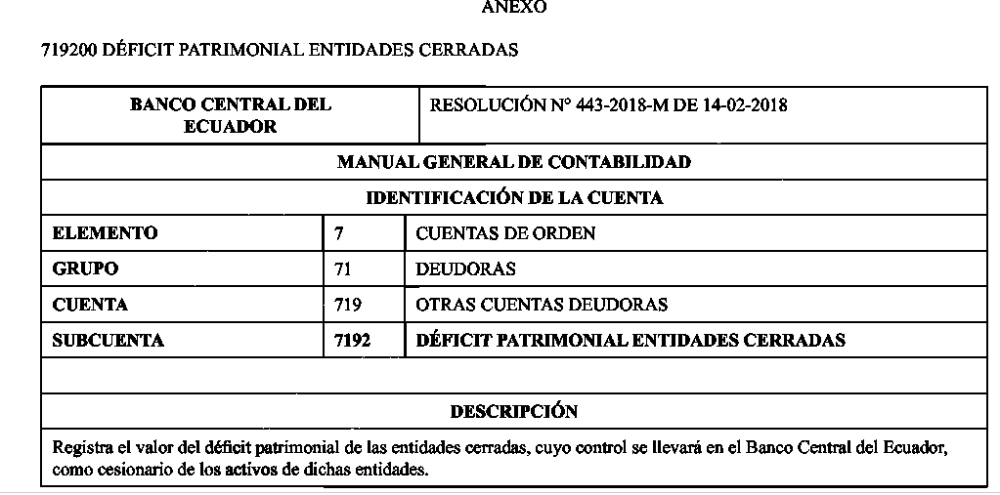 ANEXO
719200 DÉFICIT PATRIMONIAL ENTIDADES CERRADAS
BANCO CENTRAL DEL
ECUADOR
RESOLUCIÓN Nº 443-2018-M DE 14-02-2018
MANUAL GENERAL DE CONTABILIDAD
IDENTIFICACIÓN DE LA CUENTA
ELEMENTO 7 CUENTAS DE ORDEN
GRUPO 71 DEUDORAS
CUENTA 719 OTRAS CUENTAS DEUDORAS
SUBCUENTA 7192 DÉFICIT PATRIMONIAL ENTIDADES CERRADAS
DESCRIPCIÓN
Registra el valor del déficit patrimonial de las entidades cerradas, cuyo control se llevará en el Banco Central del Ecuador,
como cesionario de los activos de dichas entidades.